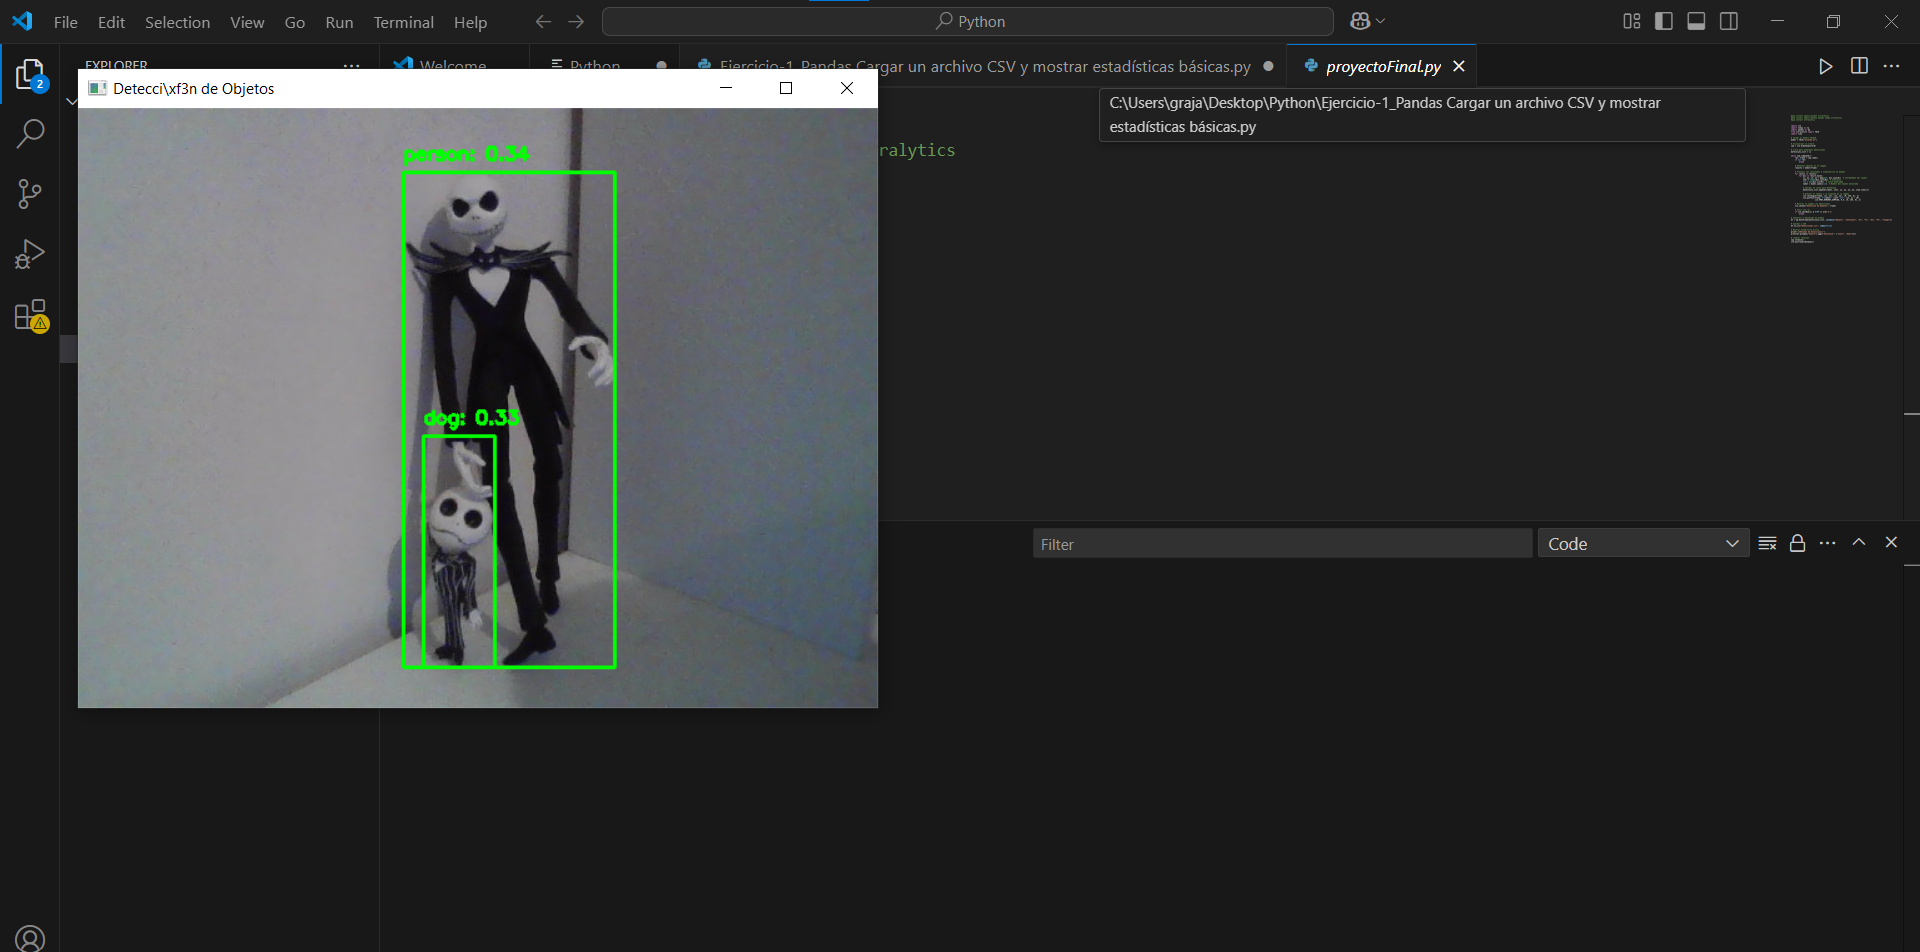 File Edit Selection View Go Run Terminal Help
Python
EXPLORER
Welcome
Python
Ejercicio-1_Pandas Cargar un archivo CSV y mostrar estadísticas básicas.py
proyectoFinal.py
2
Detecci\xf3n de Objetos
C:\Users\graja\Desktop\Python\Ejercicio-1_Pandas Cargar un archivo CSV y mostrar
estadísticas básicas.py
ralytics
person: 0.34
dog: 0.33
Filter
Code